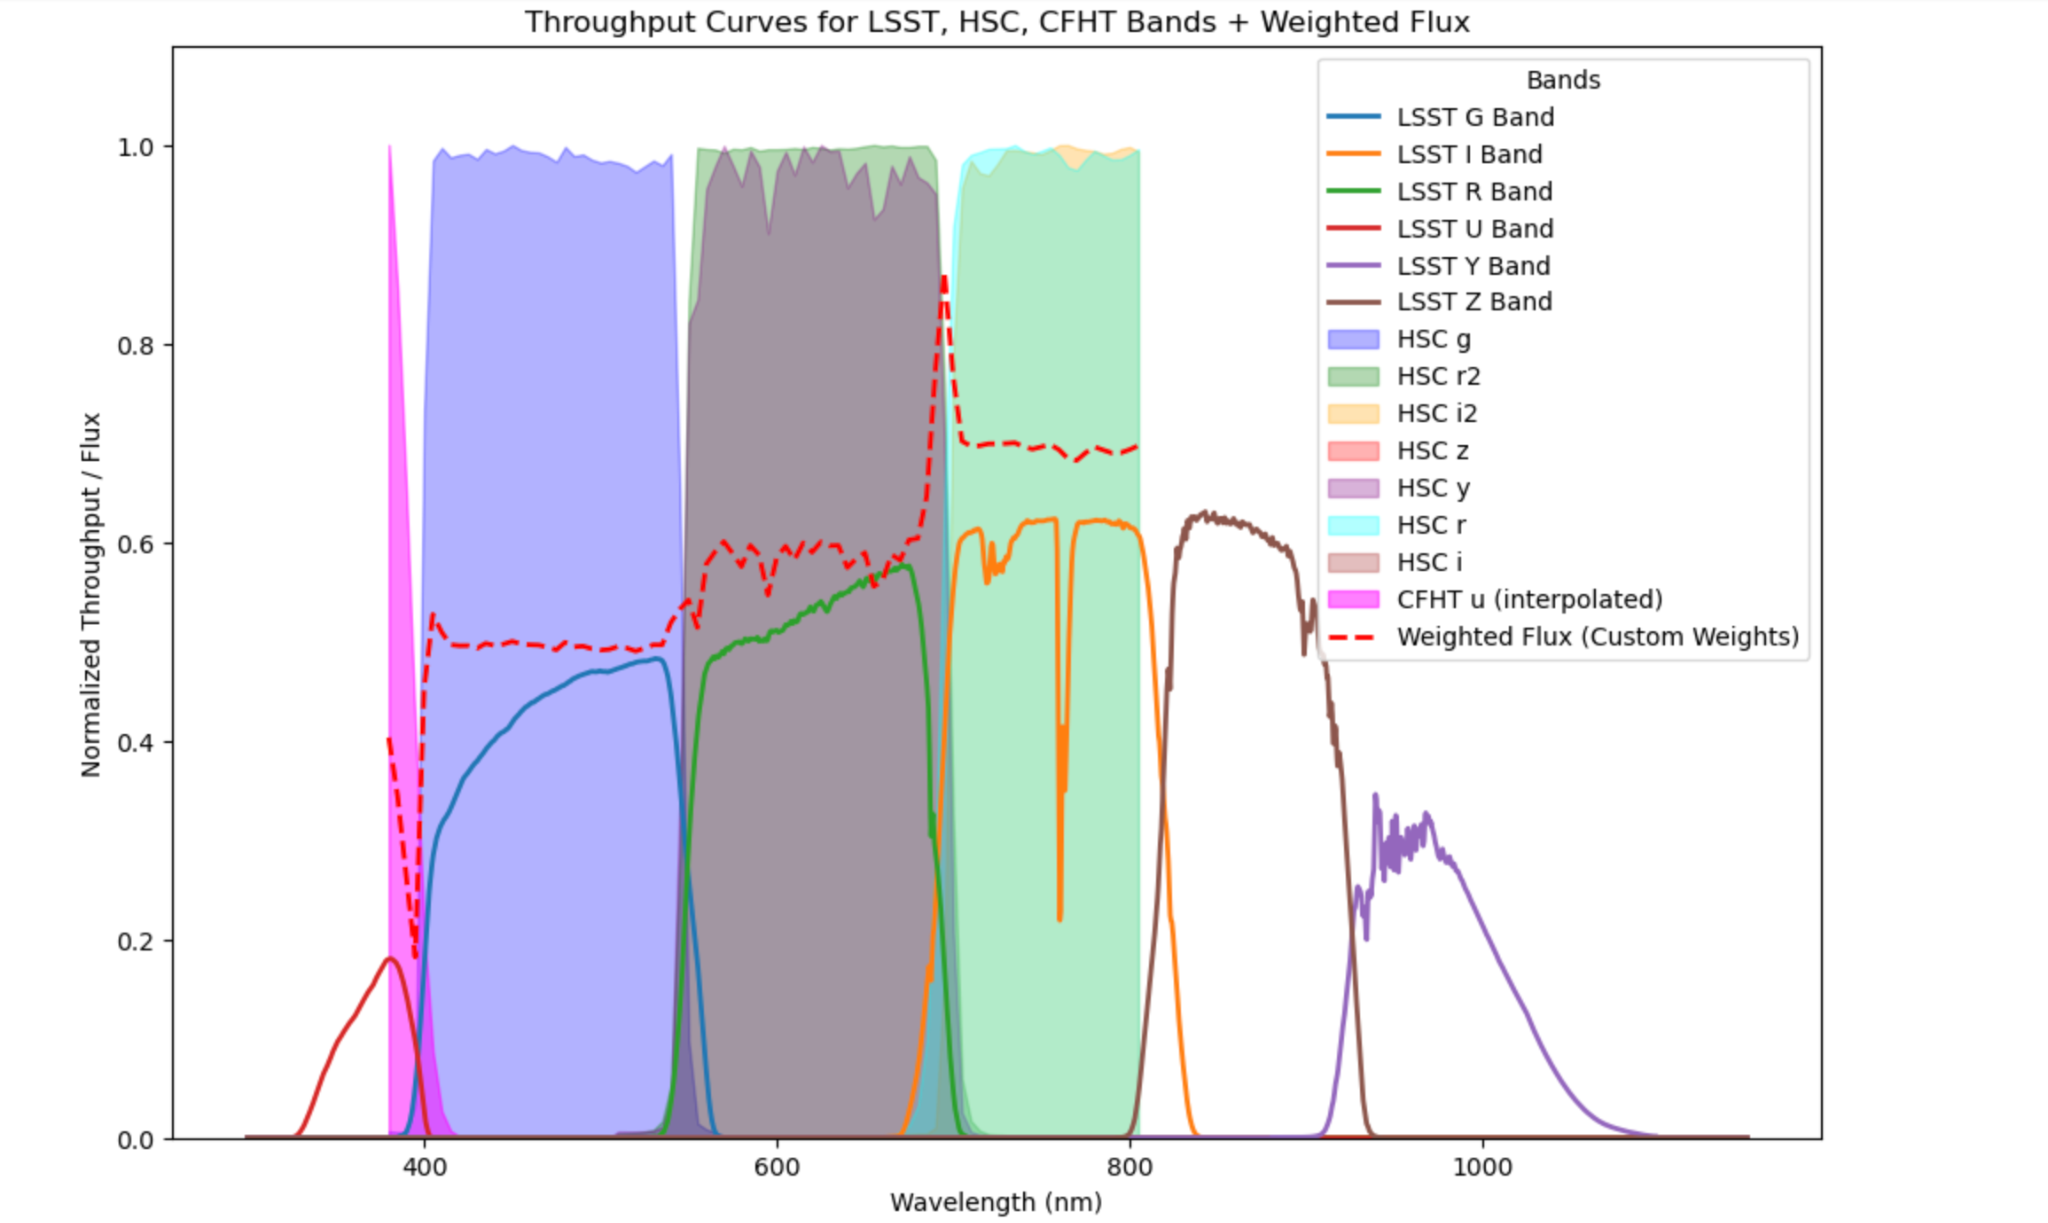 Throughput Curves for LSST, HSC, CFHT Bands + Weighted Flux
Normalized Throughput / Flux
1.0
0.8
0.6
0.4
0.2
0.0
400
600
800
1000
Wavelength (nm)
Bands
LSST G Band
LSST I Band
LSST R Band
LSST U Band
LSST Y Band
LSST Z Band
HSC g
HSC r2
HSC i2
HSC z
HSC y
HSC r
HSC i
CFHT u (interpolated)
Weighted Flux (Custom Weights)